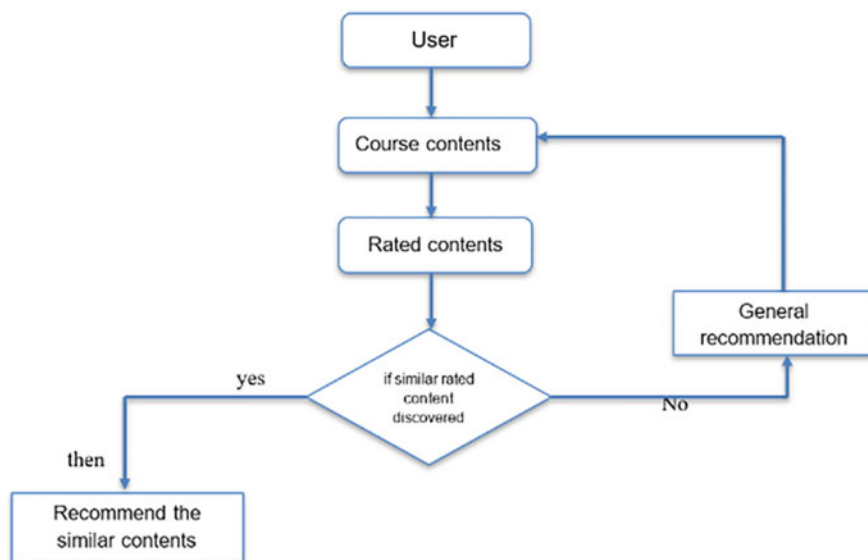 User
Course contents
Rated contents
General
recommendation
if similar rated
content
discovered
yes
No
then
Recommend the
similar contents